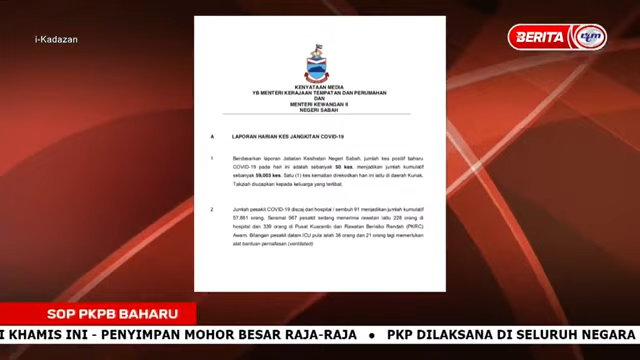 i-Kadazan
BERITA rtm
KENYATAAN MEDIA
YB MENTERI KERAJAAN TEMPATAN DAN PERUMAHAN
DAN
MENTERI KEWANGAN II
NEGERI SABAH
A LAPORAN HARIAN KES JANGKITAN COVID-19
1 Berdasarkan laporan Jabatan Kesihatan Negeri Sabah, jumlah kes positif baharu
COVID-19 pada hari ini adalah sebanyak 50 kes, menjadikan jumlah kumulatif
sebanyak 59,003 kes. Satu (1) kes kematian direkodkan hari ini iaitu di daerah Kunak.
Takziah diucapkan kepada keluarga yang terlibat.
2 Jumlah pesakit COVID-19 discaj dari hospital / sembuh 91 menjadikan jumlah kumulatif
57,861 orang. Seramai 567 pesakit sedang menerima rawatan iaitu 228 orang di
hospital dan 339 orang di Pusat Kuarantin dan Rawatan Berisiko Rendah (PKRC)
Awam. Bilangan pesakit dalam ICU pula ialah 36 orang dan 21 orang lagi memerlukan
alat bantuan pernafasan (ventilated)
SOP PKPB BAHARU
I KHAMIS INI - PENYIMPAN MOHOR BESAR RAJA-RAJA ● PKP DILAKSANA DI SELURUH NEGARA